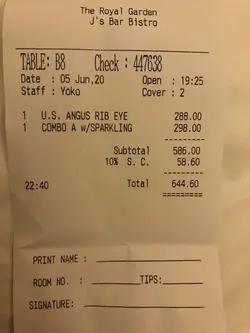 The Royal Garden
J's Bar Bistro
TABLE: B8 Check : 447638
Date : 05 Jun,20 Open : 19:25
Staff : Yoko Cover : 2
1 U.S. ANGUS RIB EYE 288.00
1 COMBO A w/SPARKLING 298.00
---------
Subtotal 586.00
10% S. C. 58.60
---------
22:40 Total 644.60
=========
PRINT NAME :
ROOM NO. : TIPS:
SIGNATURE: